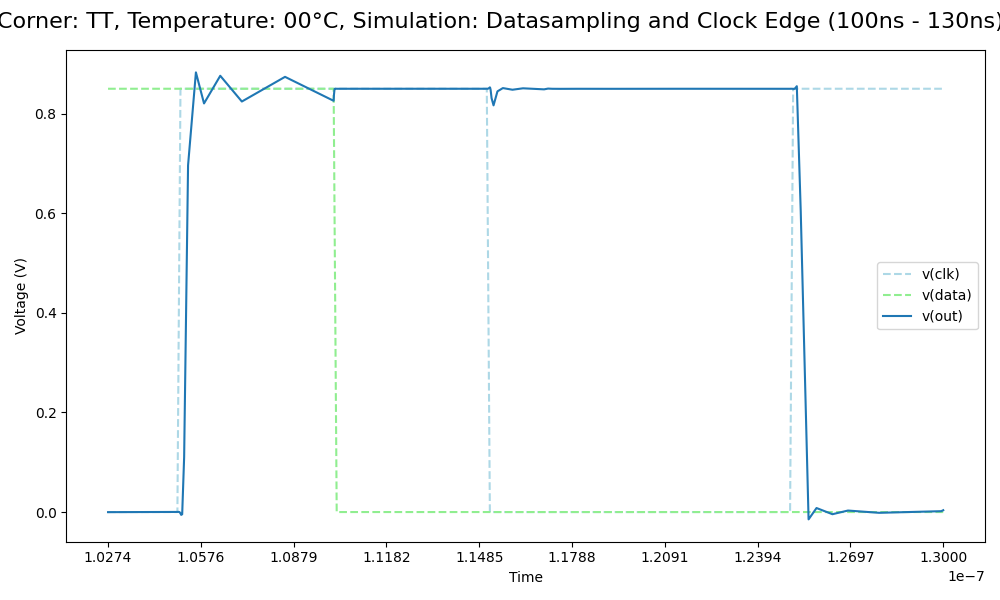 Corner: TT, Temperature: 00°C, Simulation: Datasampling and Clock Edge (100ns - 130ns)
0.8
0.6
0.4
0.2
0.0
Voltage (V)
v(clk)
v(data)
v(out)
1.0274 1.0576 1.0879 1.1182 1.1485 1.1788 1.2091 1.2394 1.2697 1.3000
1e−7
Time